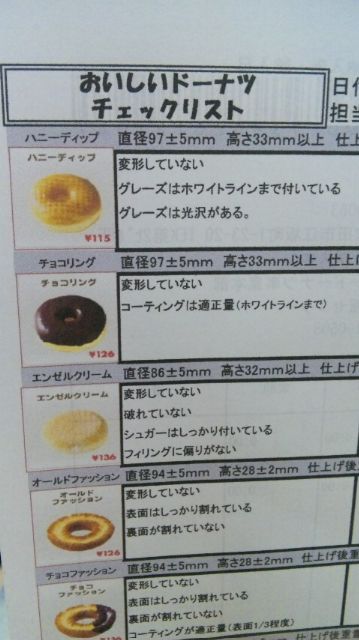 おいしいドーナツ
チェックリスト
ハニーディップ 直径97±5mm 高さ33mm以上 仕上
ハニーディップ
¥115
変形していない
グレーズはホワイトラインまで付いている
グレーズは光沢がある。
チョコリング 直径97±5mm 高さ33mm以上 仕上げ
チョコリング
¥126
変形していない
コーティングは適正量(ホワイトラインまで)
エンゼルクリーム 直径86±5mm 高さ32mm以上 仕上げ
エンゼルクリーム
¥136
変形していない
破れていない
シュガーはしっかり付いている
フィリングに偏りがない
オールドファッション 直径94±5mm 高さ28±2mm 仕上げ後
オールド
ファッション
¥126
変形していない
表面はしっかり割れている
裏面が割れていない
チョコファッション 直径94±5mm 高さ28±2mm 仕上げ後重
チョコ
ファッション
変形していない
表面はしっかり割れている
裏面が割れていない
コーティングが適正量(表面1/3程度)
担当